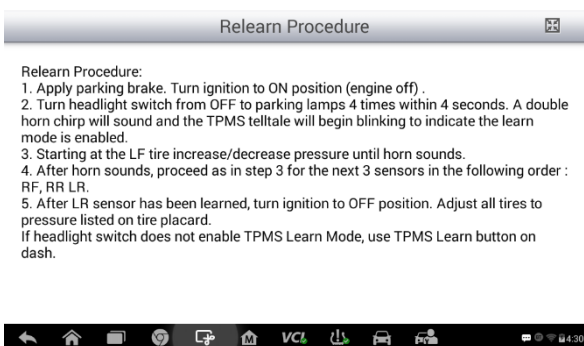 Relearn Procedure
Relearn Procedure:
1. Apply parking brake. Turn ignition to ON position (engine off) .
2. Turn headlight switch from OFF to parking lamps 4 times within 4 seconds. A double
horn chirp will sound and the TPMS telltale will begin blinking to indicate the learn
mode is enabled.
3. Starting at the LF tire increase/decrease pressure until horn sounds.
4. After horn sounds, proceed as in step 3 for the next 3 sensors in the following order :
RF, RR LR.
5. After LR sensor has been learned, turn ignition to OFF position. Adjust all tires to
pressure listed on tire placard.
If headlight switch does not enable TPMS Learn Mode, use TPMS Learn button on
dash.
M VCI 4:30